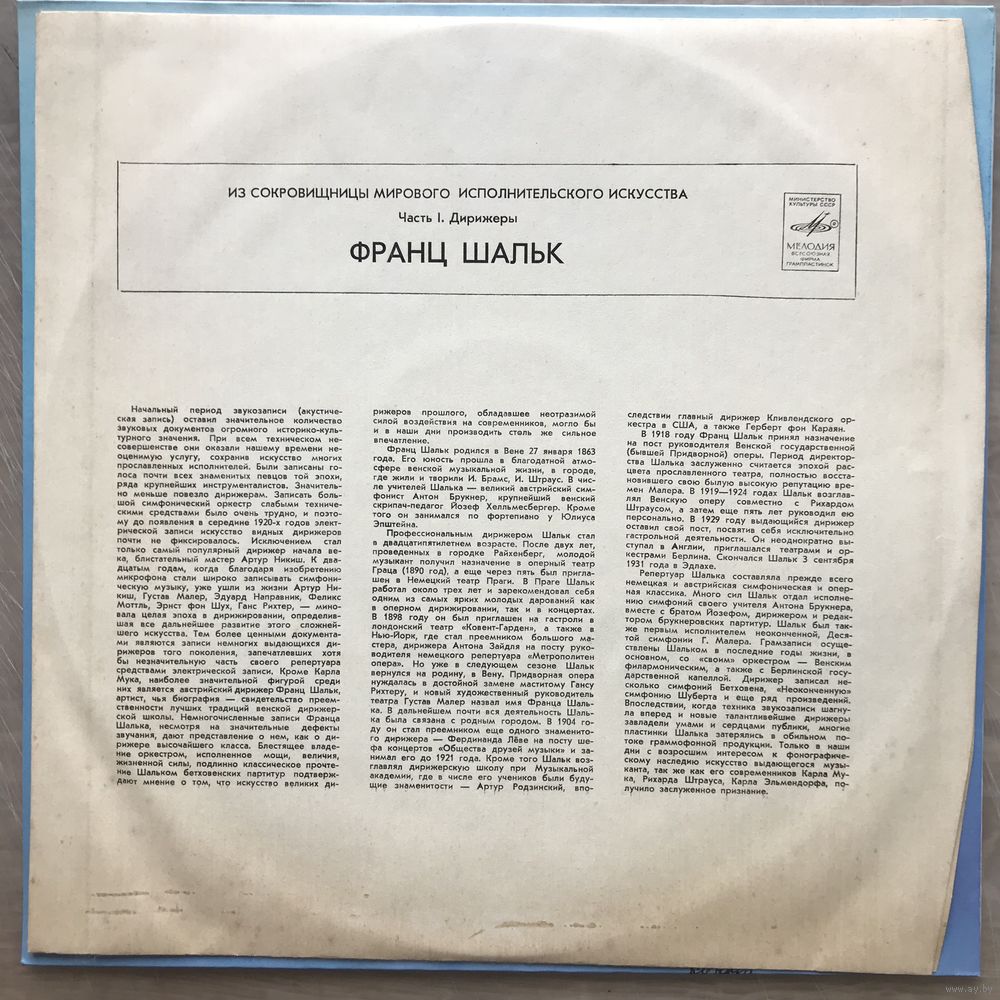 ИЗ СОКРОВИЩНИЦЫ МИРОВОГО ИСПОЛНИТЕЛЬСКОГО ИСКУССТВА
Часть I. Дирижеры
ФРАНЦ ШАЛЬК
МИНИСТЕРСТВО
КУЛЬТУРЫ СССР
МЕЛОДИЯ
ВСЕСОЮЗНАЯ
ФИРМА
ГРАМПЛАСТИНОК
Начальный период звукозаписи (акустиче-
ская запись) оставил значительное количество
звуковых документов огромного историко-куль-
турного значения. При всем техническом не-
совершенстве они оказали нашему времени не-
оценимую услугу, сохранив искусство многих
прославленных исполнителей. Были записаны го-
лоса почти всех знаменитых певцов той эпохи,
ряда крупнейших инструменталистов. Значитель-
но меньше повезло дирижерам. Записать боль-
шой симфонический оркестр слабыми техниче-
скими средствами было очень трудно, и поэто-
му до появления в середине 1920-х годов элект-
рической записи искусство видных дирижеров
почти не фиксировалось. Исключением стал
только самый популярный дирижер начала ве-
ка, блистательный мастер Артур Никиш. К два-
дцатым годам, когда благодаря изобретению
микрофона стали широко записывать симфони-
ческую музыку, уже ушли из жизни Артур Ни-
киш, Густав Малер, Эдуард Направник, Феликс
Моттль, Эрнст фон Шух, Ганс Рихтер, — мино-
вала целая эпоха в дирижировании, определив-
шая все дальнейшее развитие этого сложней-
шего искусства. Тем более ценными документа-
ми являются записи немногих выдающихся ди-
рижеров того поколения, запечатлевших хотя
бы незначительную часть своего репертуара
средствами электрической записи. Кроме Карла
Мука, наиболее значительной фигурой среди
них является австрийский дирижер Франц Шальк,
артист, чья биография — свидетельство преем-
ственности лучших традиций венской дирижер-
ской школы. Немногочисленные записи Франца
Шалька, несмотря на значительные дефекты
звучания, дают представление о нем, как о ди-
рижере высочайшего класса. Блестящее владе-
ние оркестром, исполненное мощи, величия,
жизненной силы, подлинно классическое прочте-
ние Шальком бетховенских партитур подтверж-
дают мнение о том, что искусство великих ди-
рижеров прошлого, обладавшее неотразимой
силой воздействия на современников, могло бы
и в наши дни производить столь же сильное
впечатление.
Франц Шальк родился в Вене 27 января 1863
года. Его юность прошла в благодатной атмо-
сфере венской музыкальной жизни, в городе,
где жили и творили И. Брамс, И. Штраус. В чис-
ле учителей Шалька — великий австрийский сим-
фонист Антон Брукнер, крупнейший венский
скрипач-педагог Йозеф Хелльмесбергер. Кроме
того он занимался по фортепиано у Юлиуса
Эпштейна.
Профессиональным дирижером Шальк стал
в двадцатипятилетнем возрасте. После двух лет,
проведенных в городке Райхенберг, молодой
музыкант получил назначение в оперный театр
Граца (1890 год), а еще через пять был пригла-
шен в Немецкий театр Праги. В Праге Шальк
работал около трех лет и зарекомендовал себя
одним из самых ярких молодых дарований как
в оперном дирижировании, так и в концертах.
В 1898 году он был приглашен на гастроли в
лондонский театр «Ковент-Гарден», а также в
Нью-Йорк, где стал преемником большого ма-
стера, дирижера Антона Зайдля на посту руко-
водителя немецкого репертуара «Метрополитен
опера». Но уже в следующем сезоне Шальк
вернулся на родину, в Вену. Придворная опера
нуждалась в достойной замене маститому Гансу
Рихтеру, и новый художественный руководитель
театра Густав Малер назвал имя Франца Шаль-
ка. В дальнейшем почти вся деятельность Шаль-
ка была связана с родным городом. В 1904 го-
ду он стал преемником еще одного знаменито-
го дирижера — Фердинанда Лёве на посту ше-
фа концертов «Общества друзей музыки» и за-
нимал его до 1921 года. Кроме того Шальк воз-
главлял дирижерскую школу при Музыкальной
академии, где в числе его учеников были буду-
щие знаменитости — Артур Родзинский, впо-
следствии главный дирижер Кливлендского ор-
кестра в США, а также Герберт фон Караян.
В 1918 году Франц Шальк принял назначение
на пост руководителя Венской государственной
(бывшей Придворной) оперы. Период директор-
ства Шалька заслуженно считается эпохой рас-
цвета прославленного театра, полностью восста-
новившего свою былую высокую репутацию вре-
мен Малера. В 1919—1924 годах Шальк возглав-
лял Венскую оперу совместно с Рихардом
Штраусом, а затем еще пять лет руководил ею
персонально. В 1929 году выдающийся дирижер
оставил свой пост, посвятив себя исключительно
гастрольной деятельности. Он неоднократно вы-
ступал в Англии, приглашался театрами и ор-
кестрами Берлина. Скончался Шальк 3 сентября
1931 года в Эдлахе.
Репертуар Шалька составляла прежде всего
немецкая и австрийская симфоническая и опер-
ная классика. Много сил Шальк отдал исполне-
нию симфоний своего учителя Антона Брукнера,
вместе с братом Йозефом, дирижером и редак-
тором брукнеровских партитур. Шальк был так-
же первым исполнителем неоконченной, Деся-
той симфонии Г. Малера. Грамзаписи осуще-
ствлены Шальком в последние годы жизни, в
основном, со «своим» оркестром — Венским
филармоническим, а также с Берлинской госу-
дарственной капеллой. Дирижер записал не-
сколько симфоний Бетховена, «Неоконченную»
симфонию Шуберта и еще ряд произведений.
Впоследствии, когда техника звукозаписи шагну-
ла вперед и новые талантливейшие дирижеры
завладели умами и сердцами публики, многие
пластинки Шалька затерялись в обильном по-
токе граммофонной продукции. Только в наши
дни с возросшим интересом к фонографиче-
скому наследию искусство выдающегося музы-
канта, так же как его современников Карла Му-
ка, Рихарда Штрауса, Карла Эльмендорфа, по-
лучило заслуженное признание.
www.ay.by